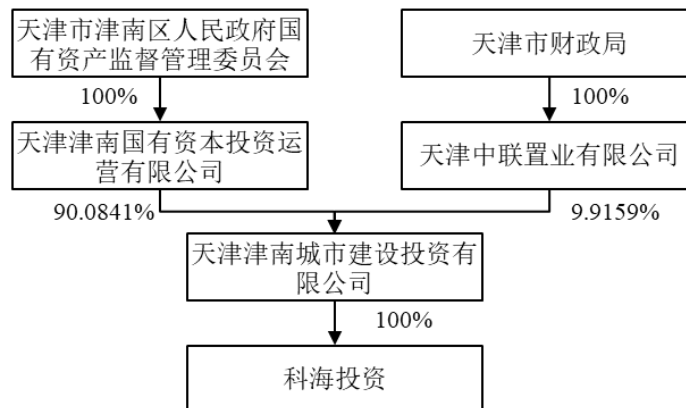 天津市津南区人民政府国
有资产监督管理委员会
天津市财政局
100%
100%
天津津南国有资本投资运
营有限公司
天津中联置业有限公司
90.0841%
9.9159%
天津津南城市建设投资有
限公司
100%
科海投资